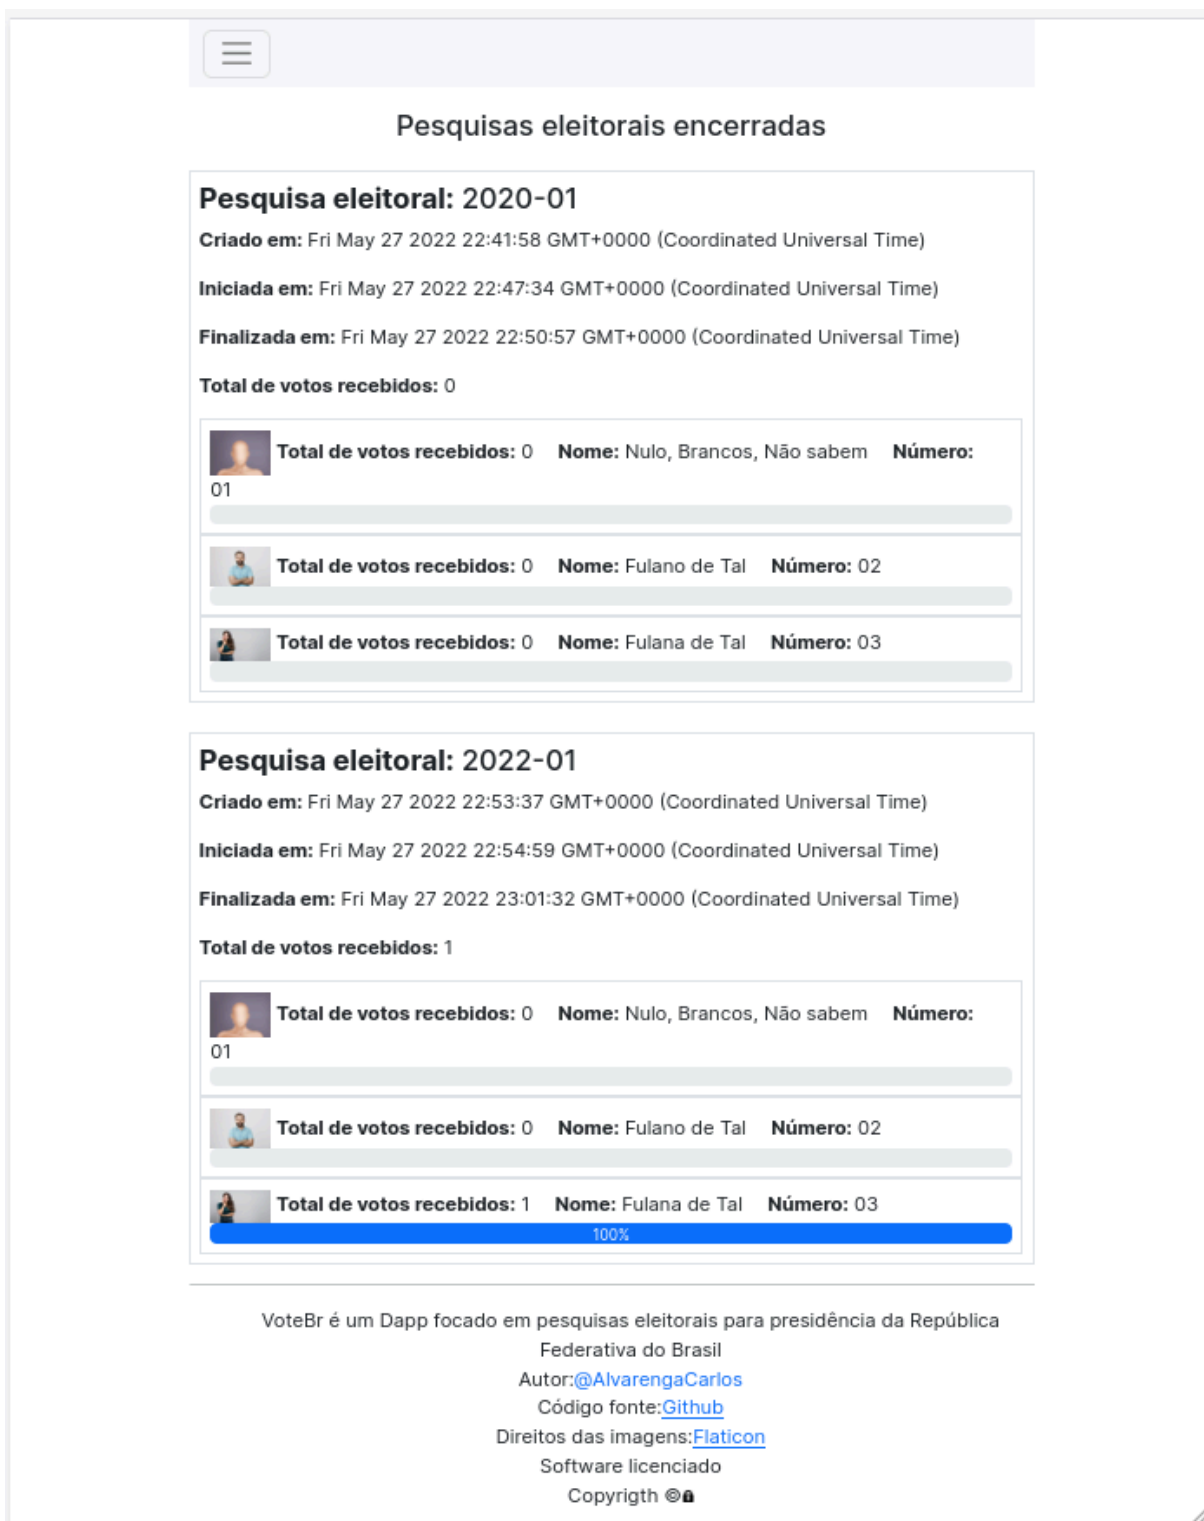 Pesquisas eleitorais encerradas
Pesquisa eleitoral: 2020-01
Criado em: Fri May 27 2022 22:41:58 GMT+0000 (Coordinated Universal Time)
Iniciada em: Fri May 27 2022 22:47:34 GMT+0000 (Coordinated Universal Time)
Finalizada em: Fri May 27 2022 22:50:57 GMT+0000 (Coordinated Universal Time)
Total de votos recebidos: 0
Total de votos recebidos: 0 Nome: Nulo, Brancos, Não sabem Número:
01
Total de votos recebidos: 0 Nome: Fulano de Tal Número: 02
Total de votos recebidos: 0 Nome: Fulana de Tal Número: 03
Pesquisa eleitoral: 2022-01
Criado em: Fri May 27 2022 22:53:37 GMT+0000 (Coordinated Universal Time)
Iniciada em: Fri May 27 2022 22:54:59 GMT+0000 (Coordinated Universal Time)
Finalizada em: Fri May 27 2022 23:01:32 GMT+0000 (Coordinated Universal Time)
Total de votos recebidos: 1
Total de votos recebidos: 0 Nome: Nulo, Brancos, Não sabem Número:
01
Total de votos recebidos: 0 Nome: Fulano de Tal Número: 02
Total de votos recebidos: 1 Nome: Fulana de Tal Número: 03
100%
VoteBr é um Dapp focado em pesquisas eleitorais para presidência da República
Federativa do Brasil
Autor:@AlvarengaCarlos
Código fonte:Github
Direitos das imagens:Flaticon
Software licenciado
Copyrigth ©